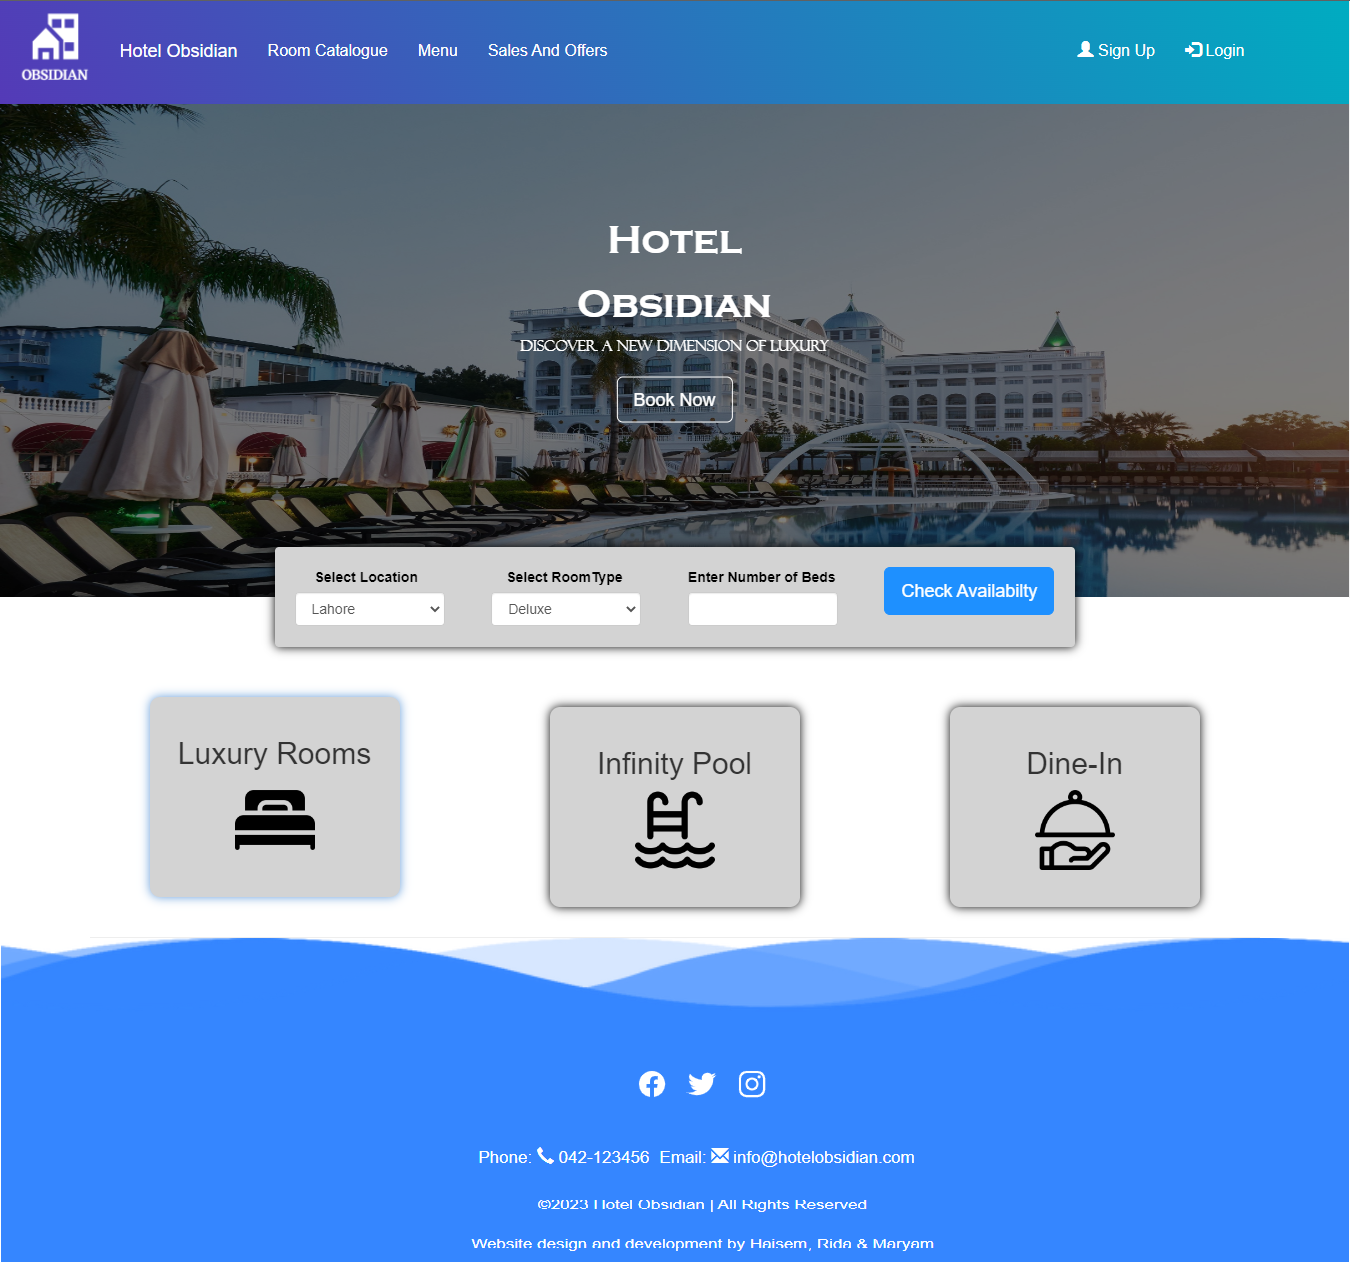 OBSIDIAN
Hotel Obsidian Room Catalogue Menu Sales And Offers Sign Up Login
Hotel
Obsidian
Discover a new dimension of luxury
Book Now
Select Location Select RoomType Enter Number of Beds
Lahore Deluxe Check Availabilty
Luxury Rooms Infinity Pool Dine-In
Phone: 042-123456 Email: info@hotelobsidian.com
©2023 Hotel Obsidian | All Rights Reserved
Website design and development by Haisem, Rida & Maryam